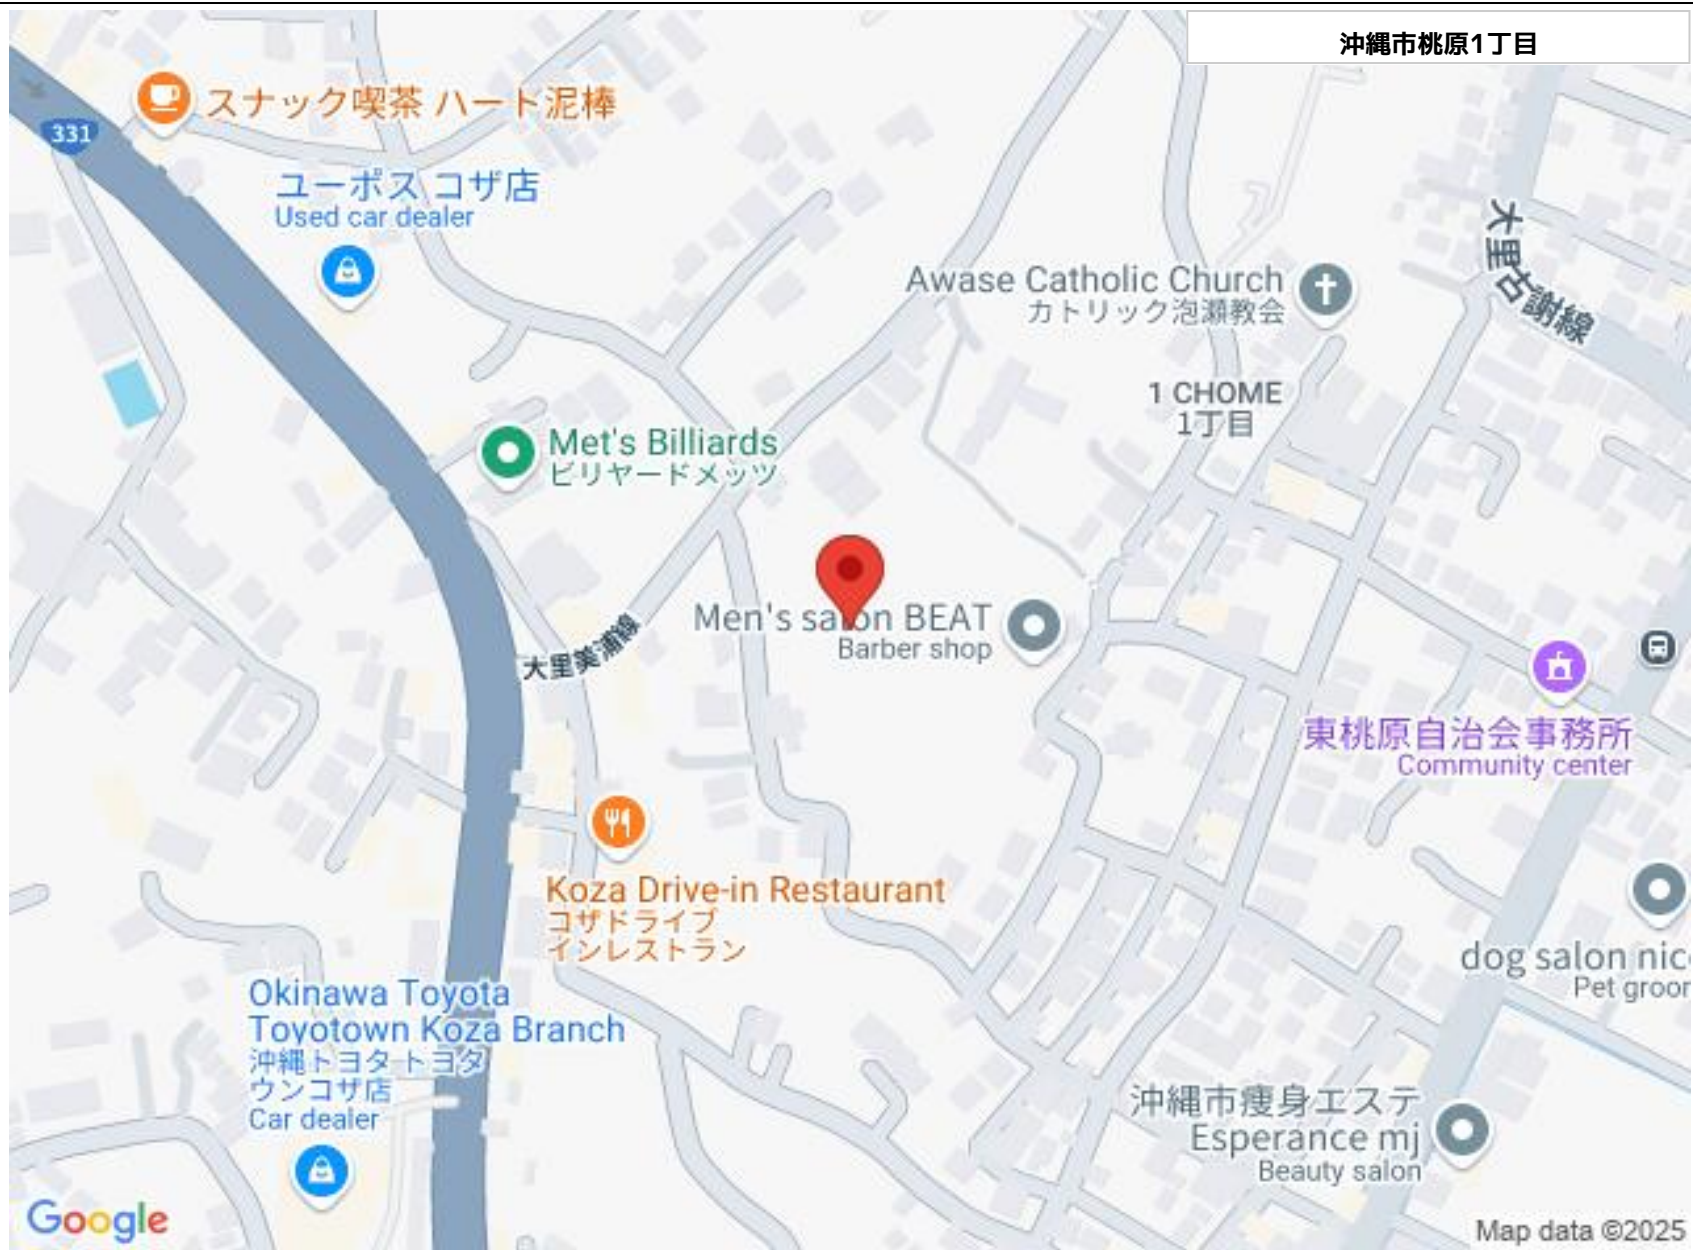 沖縄市桃原1丁目
スナック喫茶 ハート泥棒
331
ユーポス コザ店
Used car dealer
大里古謝線
Awase Catholic Church
カトリック泡瀬教会
1 CHOME
1丁目
Met's Billiards
ビリヤードメッツ
Men's salon BEAT
Barber shop
大里美浦線
東桃原自治会事務所
Community center
Koza Drive-in Restaurant
コザドライブ
インレストラン
dog salon nic
Pet groor
Okinawa Toyota
Toyotown Koza Branch
沖縄トヨタ トヨタ
ウンコザ店
Car dealer
沖縄市痩身エステ
Esperance mj
Beauty salon
Google
Map data ©2025